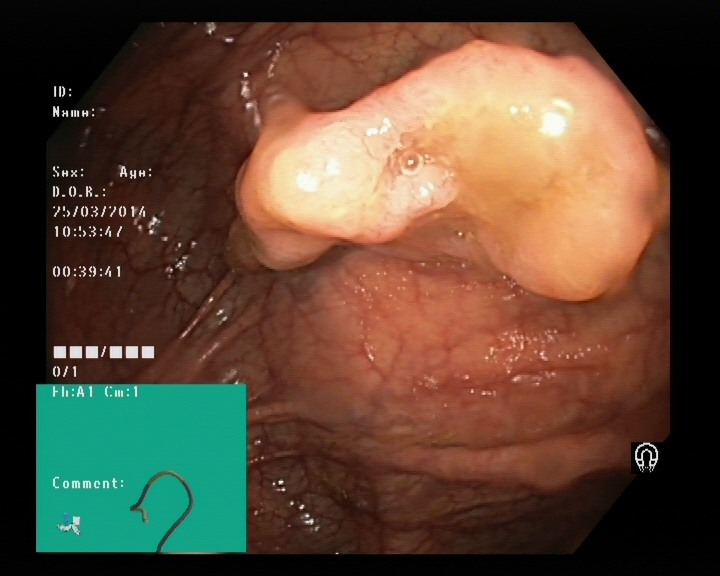 ID:
Name:
Sex: Age:
D.O.B.:
25/03/2014
10:53:47
00:39:41
■■■/■■■
0/1
Eh:A1 Cm:1
Comment: